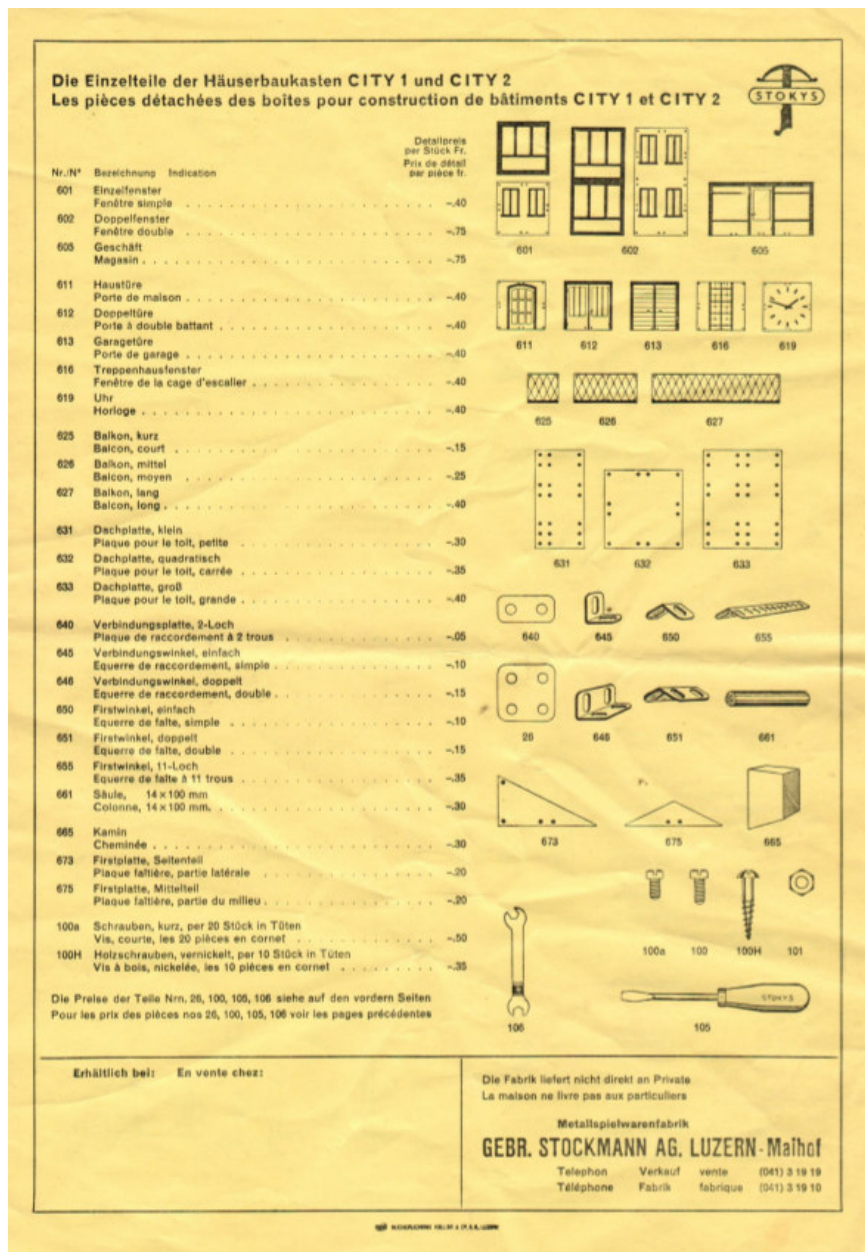 Die Einzelteile der Häuserbaukasten CITY 1 und CITY 2
Les pièces détachées des boîtes pour construction de bâtiments CITY 1 et CITY 2
STOKYS
Detailpreis
per Stück Fr.
Prix de détail
par pièce fr.
Nr./N° Bezeichnung Indication
601 Einzelfenster
Fenêtre simple -.40
602 Doppelfenster
Fenêtre double -.75
605 Geschäft
Magasin -.75
611 Haustüre
Porte de maison -.40
612 Doppeltüre
Porte à double battant -.40
613 Garagetüre
Porte de garage -.40
616 Treppenhausfenster
Fenêtre de la cage d'escalier -.40
619 Uhr
Horloge -.40
625 Balkon, kurz
Balcon, court -.15
626 Balkon, mittel
Balcon, moyen -.25
627 Balkon, lang
Balcon, long -.40
631 Dachplatte, klein
Plaque pour le toit, petite -.30
632 Dachplatte, quadratisch
Plaque pour le toit, carrée -.35
633 Dachplatte, groß
Plaque pour le toit, grande -.40
640 Verbindungsplatte, 2-Loch
Plaque de raccordement à 2 trous -.05
645 Verbindungswinkel, einfach
Equerre de raccordement, simple -.10
646 Verbindungswinkel, doppelt
Equerre de raccordement, double -.15
650 Firstwinkel, einfach
Equerre de faîte, simple -.10
651 Firstwinkel, doppelt
Equerre de faîte, double -.15
655 Firstwinkel, 11-Loch
Equerre de faîte à 11 trous -.35
661 Säule, 14 × 100 mm
Colonne, 14 × 100 mm. -.30
665 Kamin
Cheminée -.30
673 Firstplatte, Seitenteil
Plaque faîtière, partie latérale -.20
675 Firstplatte, Mittelteil
Plaque faîtière, partie du milieu -.20
100a Schrauben, kurz, per 20 Stück in Tüten
Vis, courte, les 20 pièces en cornet -.50
100H Holzschrauben, vernickelt, per 10 Stück in Tüten
Vis à bois, nickelée, les 10 pièces en cornet -.35
Die Preise der Teile Nrn. 26, 100, 105, 106 siehe auf den vordern Seiten
Pour les prix des pièces nos 26, 100, 105, 106 voir les pages précédentes
601 602 605
611 612 613 616 619
625 626 627
631 632 633
640 645 650 655
26 646 651 661
673 675 665
100a 100 100H 101
STOKYS
106 105
Erhältlich bei: En vente chez:
Die Fabrik liefert nicht direkt an Private
La maison ne livre pas aux particuliers
Metallspielwarenfabrik
GEBR. STOCKMANN AG. LUZERN-Maihof
Telephon Verkauf vente (041) 3 19 19
Téléphone Fabrik fabrique (041) 3 19 10